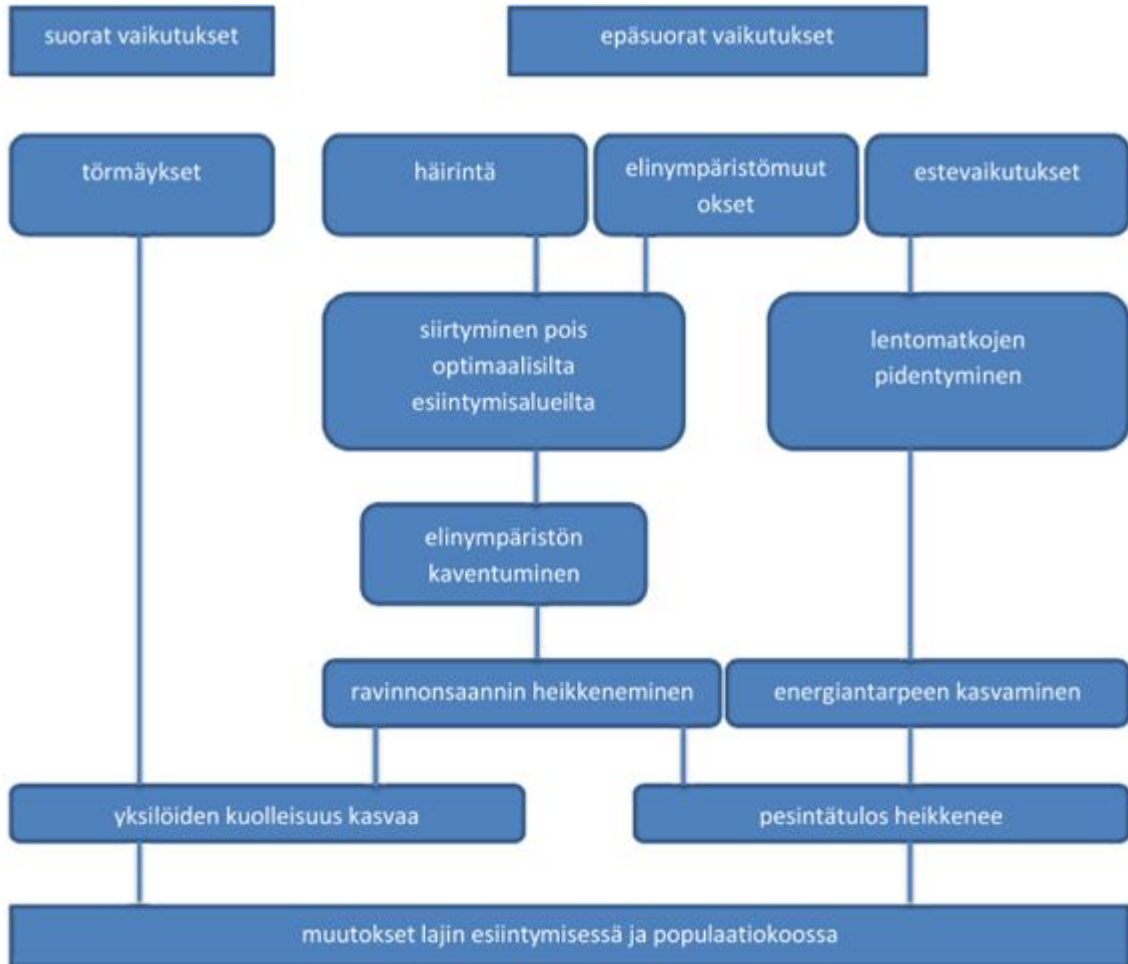 suorat vaikutukset
epäsuorat vaikutukset
törmäykset
häirintä
elinympäristömuut
okset
estevaikutukset
siirtyminen pois
optimaalisilta
esiintymisalueilta
lentomatkojen
pidentyminen
elinympäristön
kaventuminen
ravinnonsaannin heikkeneminen
energiantarpeen kasvaminen
yksilöiden kuolleisuus kasvaa
pesintätulos heikkenee
muutokset lajin esiintymisessä ja populaatiokoossa